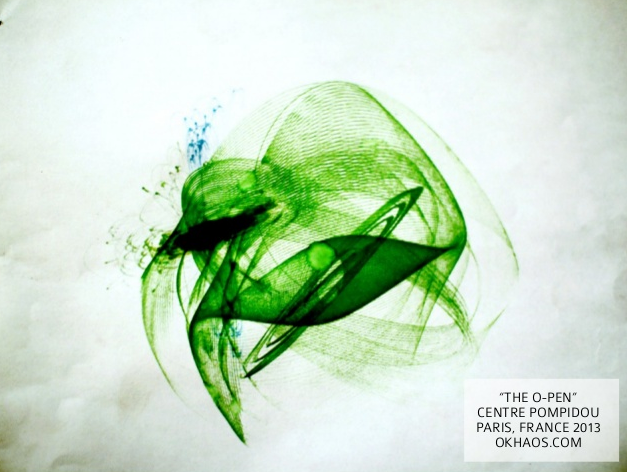 "THE O-PEN"
CENTRE POMPIDOU
PARIS, FRANCE 2013
OKHAOS.COM